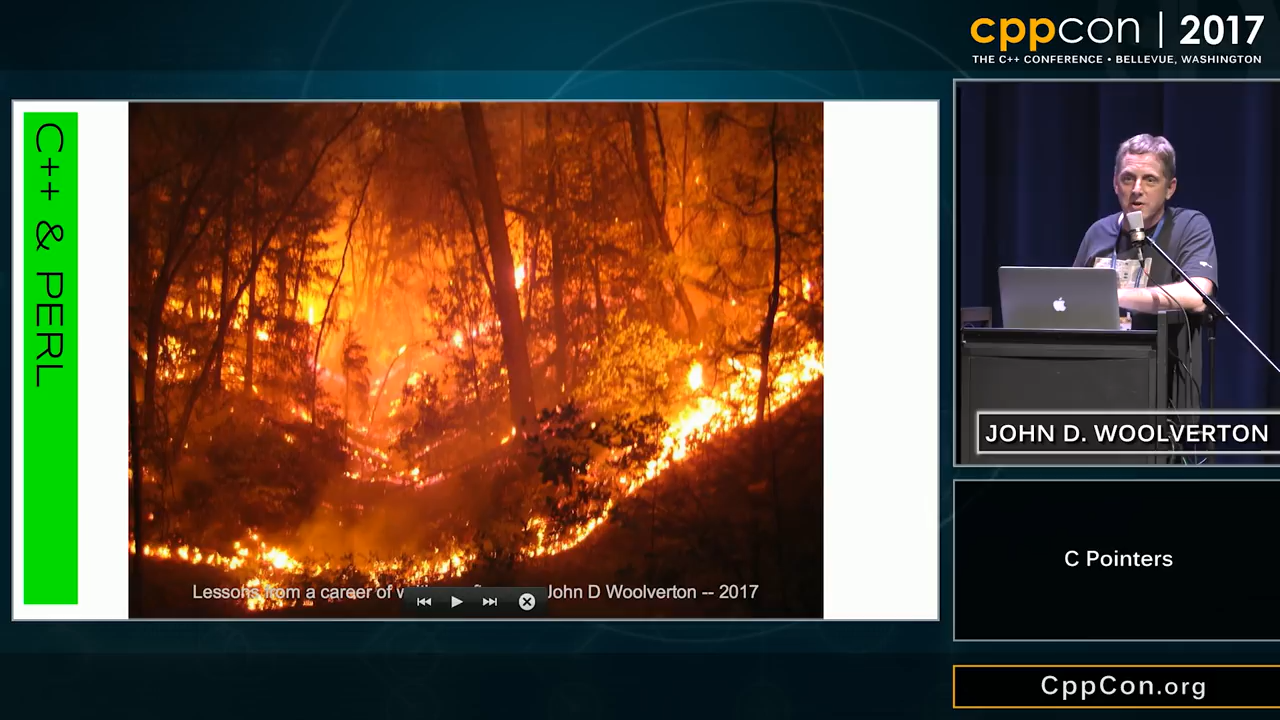 cppcon | 2017
THE C++ CONFERENCE • BELLEVUE, WASHINGTON
C++ & PERL
Lessons from a career of
John D Woolverton -- 2017
JOHN D. WOOLVERTON
C Pointers
CppCon.org